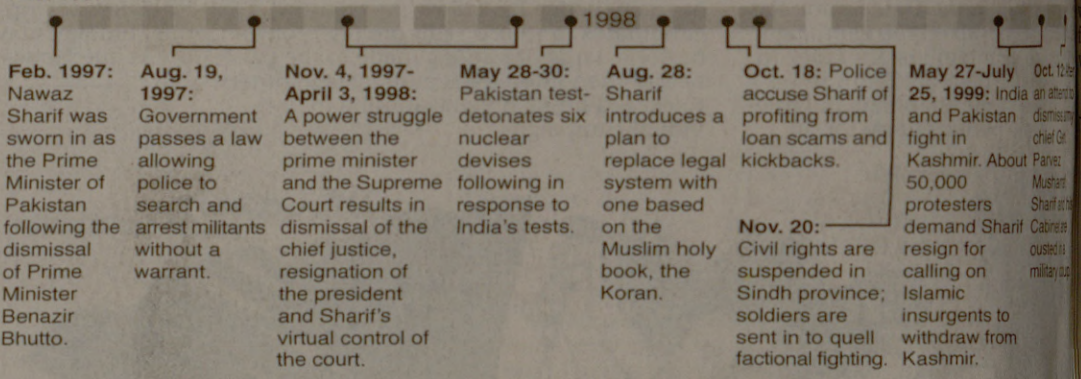 1998
Feb. 1997:
Nawaz
Sharif was
sworn in as
the Prime
Minister of
Pakistan
following the
dismissal
of Prime
Minister
Benazir
Bhutto.
Aug. 19,
1997:
Government
passes a law
allowing
police to
search and
arrest militants
without a
warrant.
Nov. 4, 1997-
April 3, 1998:
A power struggle
between the
prime minister
and the Supreme
Court results in
dismissal of the
chief justice,
resignation of
the president
and Sharif's
virtual control of
the court.
May 28-30:
Pakistan test-
detonates six
nuclear
devises
following in
response to
India's tests.
Aug. 28:
Sharif
introduces a
plan to
replace legal
system with
one based
on the
Muslim holy
book, the
Koran.
Oct. 18: Police
accuse Sharif of
profiting from
loan scams and
kickbacks.
Nov. 20:
Civil rights are
suspended in
Sindh province;
soldiers are
sent in to quell
factional fighting.
May 27-July
25, 1999: India
and Pakistan
fight in
Kashmir. About
50,000
protesters
demand Sharif
resign for
calling on
Islamic
insurgents to
withdraw from
Kashmir.
Oct. 12:
an
chief
Sharif
military